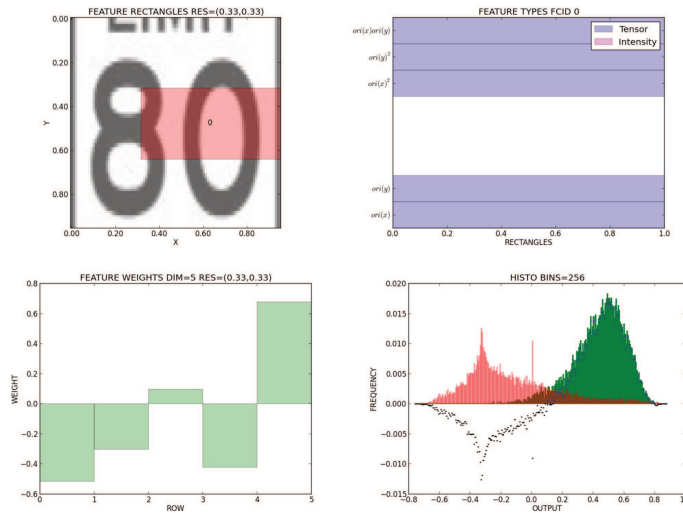 FEATURE RECTANGLES RES=(0.33,0.33)
0.00
0.20
0.40
0.60
0.80
Y
80
0
0.00 0.20 0.40 0.60 0.80
X
FEATURE TYPES FCID 0
Tensor
Intensity
ori(x)ori(y)
ori(y)²
ori(x)²
ori(y)
ori(x)
0.0 0.2 0.4 0.6 0.8 1.0
RECTANGLES
FEATURE WEIGHTS DIM=5 RES=(0.33,0.33)
0.8
0.6
0.4
0.2
0.0
−0.2
−0.4
−0.6
WEIGHT
0 1 2 3 4 5
ROW
HISTO BINS=256
0.020
0.015
0.010
0.005
0.000
−0.005
−0.010
−0.015
FREQUENCY
−0.8 −0.6 −0.4 −0.2 0.0 0.2 0.4 0.6 0.8 1.0
OUTPUT